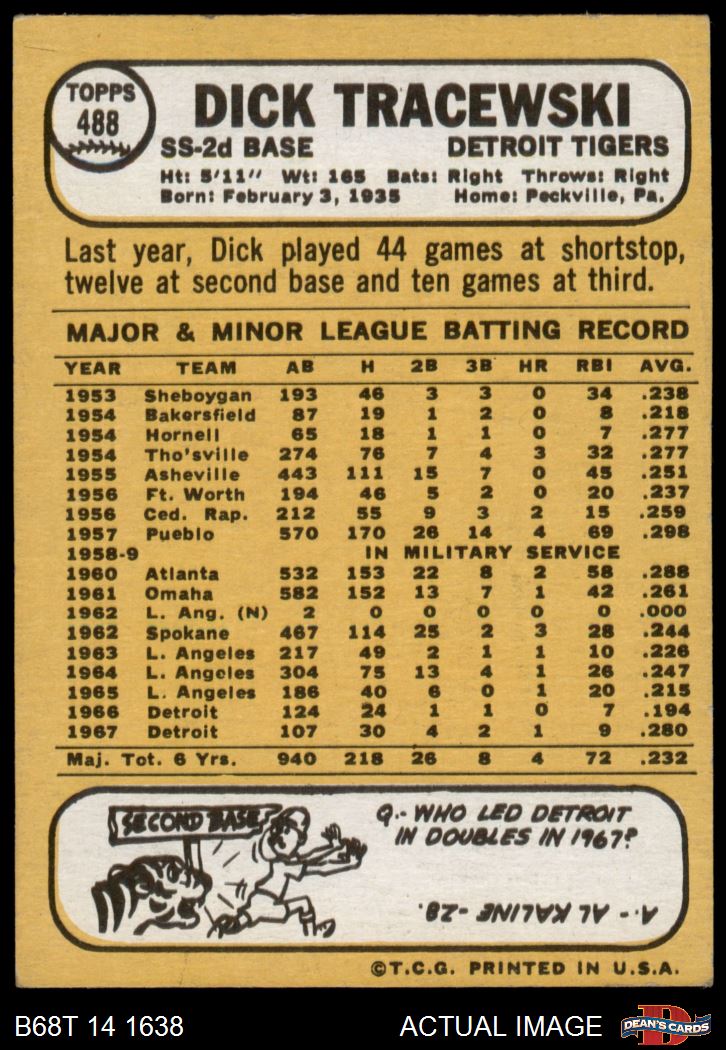 TOPPS
488
DICK TRACEWSKI
SS-2d BASE DETROIT TIGERS
Ht: 5'11" Wt: 165 Bats: Right Throws: Right
Born: February 3, 1935 Home: Peckville, Pa.
Last year, Dick played 44 games at shortstop,
twelve at second base and ten games at third.
MAJOR & MINOR LEAGUE BATTING RECORD
YEAR TEAM AB H 2B 3B HR RBI AVG.
1953 Sheboygan 193 46 3 3 0 34 .238
1954 Bakersfield 87 19 1 2 0 8 .218
1954 Hornell 65 18 1 1 0 7 .277
1954 Tho'sville 274 76 7 4 3 32 .277
1955 Asheville 443 111 15 7 0 45 .251
1956 Ft. Worth 194 46 5 2 0 20 .237
1956 Ced. Rap. 212 55 9 3 2 15 .259
1957 Pueblo 570 170 26 14 4 69 .298
1958-9 IN MILITARY SERVICE
1960 Atlanta 532 153 22 8 2 58 .288
1961 Omaha 582 152 13 7 1 42 .261
1962 L. Ang. (N) 2 0 0 0 0 0 .000
1962 Spokane 467 114 25 2 3 28 .244
1963 L. Angeles 217 49 2 1 1 10 .226
1964 L. Angeles 304 75 13 4 1 26 .247
1965 L. Angeles 186 40 6 0 1 20 .215
1966 Detroit 124 24 1 1 0 7 .194
1967 Detroit 107 30 4 2 1 9 .280
Maj. Tot. 6 Yrs. 940 218 26 8 4 72 .232
SECOND BASE
Q.- WHO LED DETROIT
IN DOUBLES IN 1967?
A.- AL KALINE -28.
©T.C.G. PRINTED IN U.S.A.
B68T 14 1638 ACTUAL IMAGE
D
DEAN'S CARDS